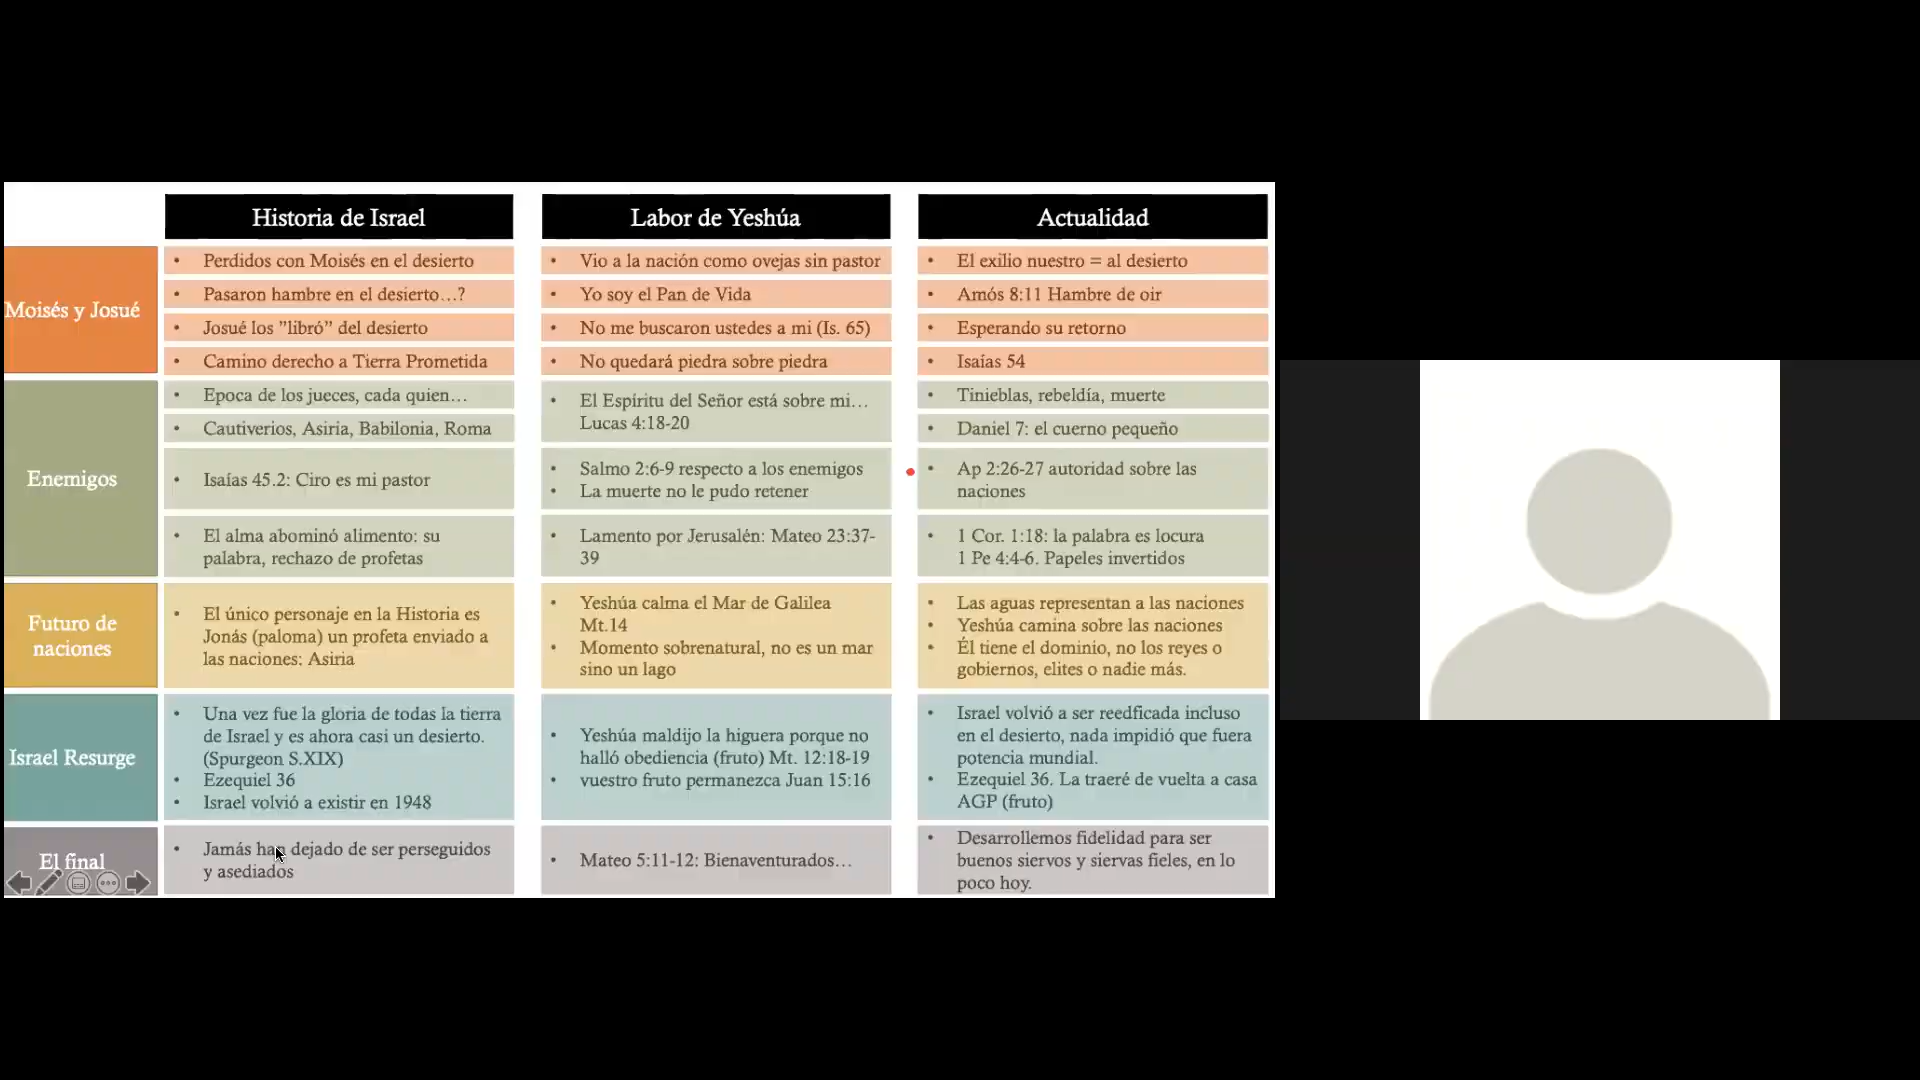 Historia de Israel
Labor de Yeshúa
Actualidad
Moisés y Josué
• Perdidos con Moisés en el desierto
• Vio a la nación como ovejas sin pastor
• El exilio nuestro = al desierto
• Pasaron hambre en el desierto…?
• Yo soy el Pan de Vida
• Amós 8:11 Hambre de oir
• Josué los ”libró” del desierto
• No me buscaron ustedes a mi (Is. 65)
• Esperando su retorno
• Camino derecho a Tierra Prometida
• No quedará piedra sobre piedra
• Isaías 54
Enemigos
• Epoca de los jueces, cada quien…
• Cautiverios, Asiria, Babilonia, Roma
• El Espíritu del Señor está sobre mi…
Lucas 4:18-20
• Tinieblas, rebeldía, muerte
• Daniel 7: el cuerno pequeño
• Isaías 45.2: Ciro es mi pastor
• Salmo 2:6-9 respecto a los enemigos
• La muerte no le pudo retener
• Ap 2:26-27 autoridad sobre las
naciones
• El alma abominó alimento: su
palabra, rechazo de profetas
• Lamento por Jerusalén: Mateo 23:37-
39
• 1 Cor. 1:18: la palabra es locura
1 Pe 4:4-6. Papeles invertidos
Futuro de
naciones
• El único personaje en la Historia es
Jonás (paloma) un profeta enviado a
las naciones: Asiria
• Yeshúa calma el Mar de Galilea
Mt.14
• Momento sobrenatural, no es un mar
sino un lago
• Las aguas representan a las naciones
• Yeshúa camina sobre las naciones
• Él tiene el dominio, no los reyes o
gobiernos, elites o nadie más.
Israel Resurge
• Una vez fue la gloria de todas la tierra
de Israel y es ahora casi un desierto.
(Spurgeon S.XIX)
• Ezequiel 36
• Israel volvió a existir en 1948
• Yeshúa maldijo la higuera porque no
halló obediencia (fruto) Mt. 12:18-19
• vuestro fruto permanezca Juan 15:16
• Israel volvió a ser reedficada incluso
en el desierto, nada impidió que fuera
potencia mundial.
• Ezequiel 36. La traeré de vuelta a casa
AGP (fruto)
El final
• Jamás han dejado de ser perseguidos
y asediados
• Mateo 5:11-12: Bienaventurados…
• Desarrollemos fidelidad para ser
buenos siervos y siervas fieles, en lo
poco hoy.